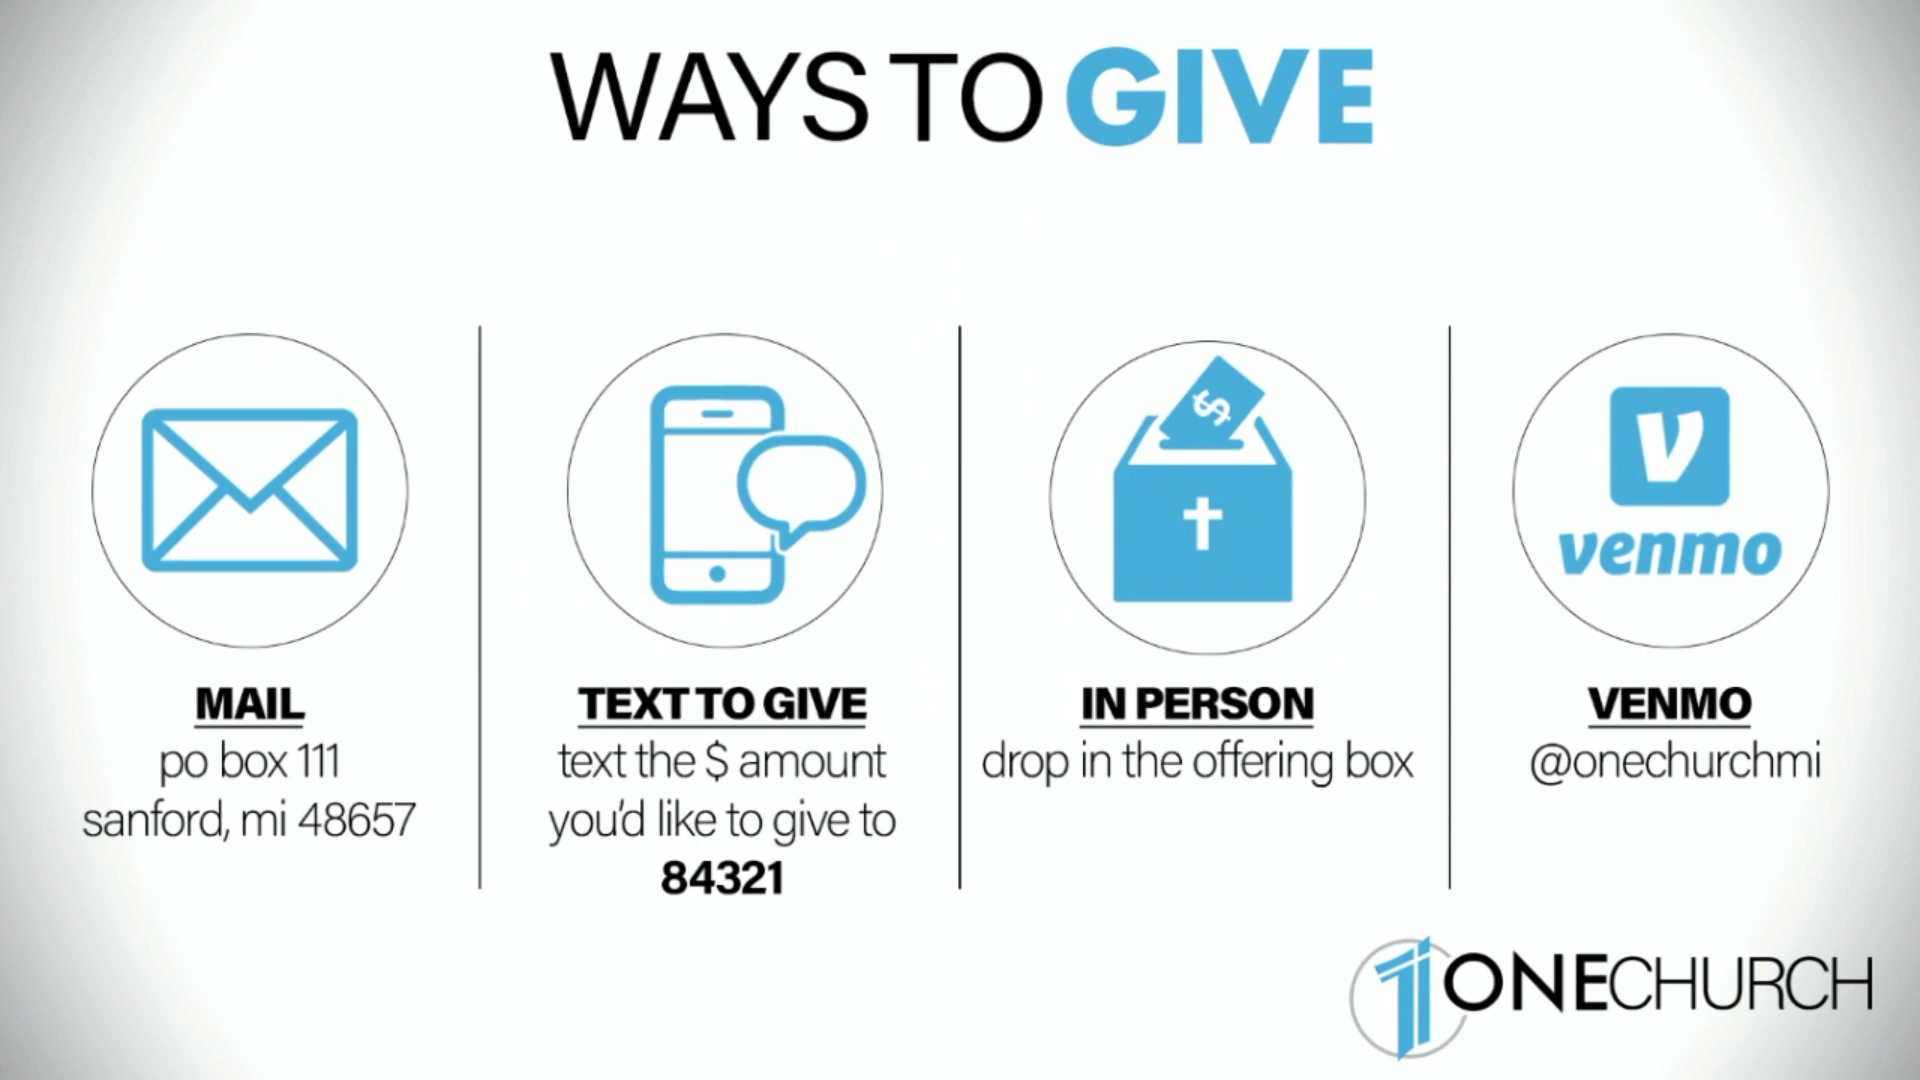 WAYS TO GIVE
$
V
venmo
MAIL
po box 111
sanford, mi 48657
TEXT TO GIVE
text the $ amount
you'd like to give to
84321
IN PERSON
drop in the offering box
VENMO
@onechurchmi
1 ONECHURCH